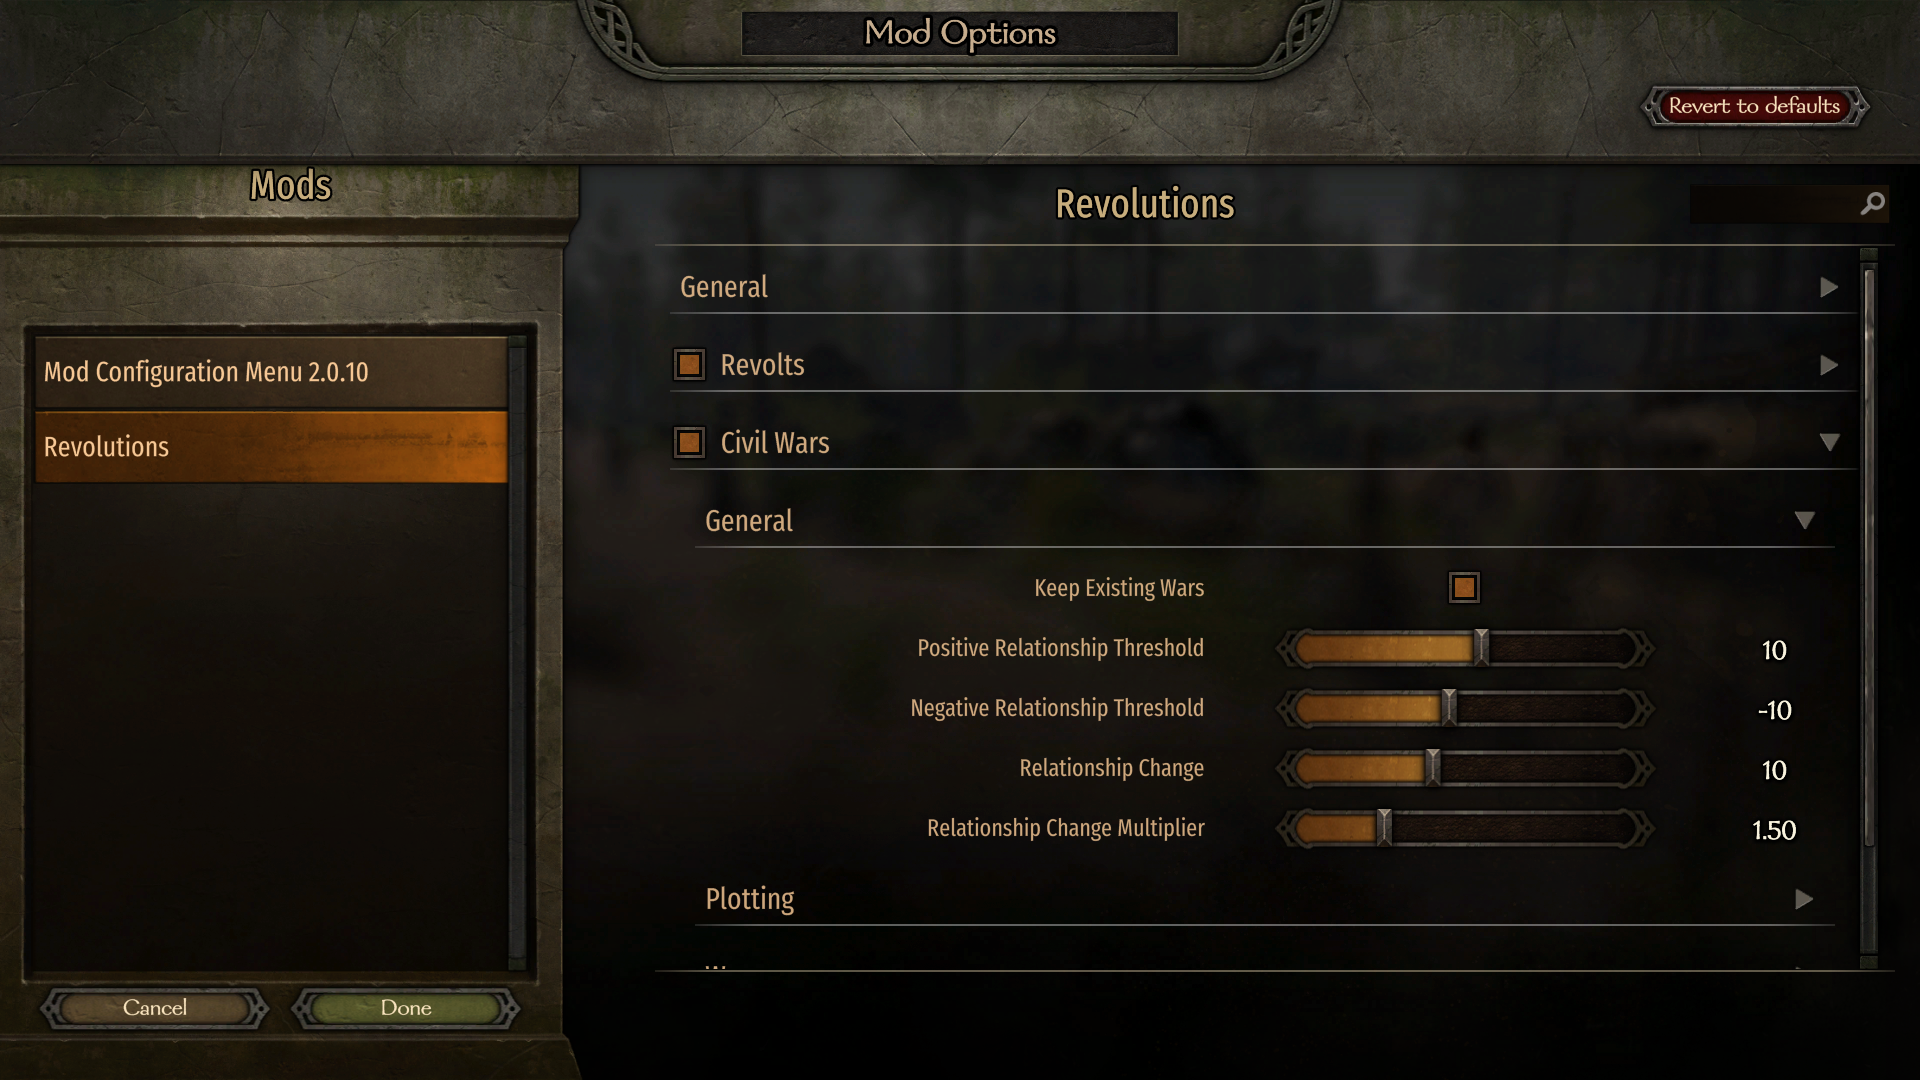 Mod Options
Revert to defaults
Mods
Mod Configuration Menu 2.0.10
Revolutions
Cancel
Done
Revolutions
General
Revolts
Civil Wars
General
Keep Existing Wars
Positive Relationship Threshold 10
Negative Relationship Threshold -10
Relationship Change 10
Relationship Change Multiplier 1.50
Plotting